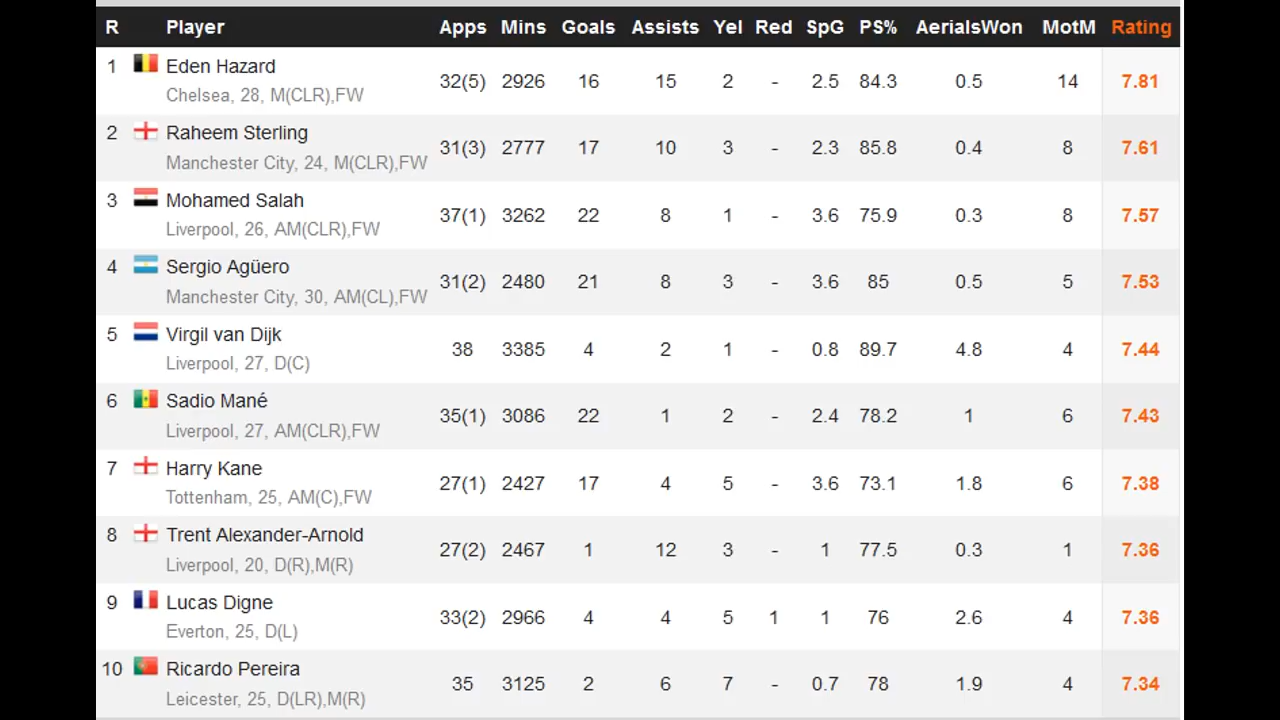 R Player Apps Mins Goals Assists Yel Red SpG PS% AerialsWon MotM Rating
1 Eden Hazard 32(5) 2926 16 15 2 - 2.5 84.3 0.5 14 7.81
Chelsea, 28, M(CLR),FW
2 Raheem Sterling 31(3) 2777 17 10 3 - 2.3 85.8 0.4 8 7.61
Manchester City, 24, M(CLR),FW
3 Mohamed Salah 37(1) 3262 22 8 1 - 3.6 75.9 0.3 8 7.57
Liverpool, 26, AM(CLR),FW
4 Sergio Agüero 31(2) 2480 21 8 3 - 3.6 85 0.5 5 7.53
Manchester City, 30, AM(CL),FW
5 Virgil van Dijk 38 3385 4 2 1 - 0.8 89.7 4.8 4 7.44
Liverpool, 27, D(C)
6 Sadio Mané 35(1) 3086 22 1 2 - 2.4 78.2 1 6 7.43
Liverpool, 27, AM(CLR),FW
7 Harry Kane 27(1) 2427 17 4 5 - 3.6 73.1 1.8 6 7.38
Tottenham, 25, AM(C),FW
8 Trent Alexander-Arnold 27(2) 2467 1 12 3 - 1 77.5 0.3 1 7.36
Liverpool, 20, D(R),M(R)
9 Lucas Digne 33(2) 2966 4 4 5 1 1 76 2.6 4 7.36
Everton, 25, D(L)
10 Ricardo Pereira 35 3125 2 6 7 - 0.7 78 1.9 4 7.34
Leicester, 25, D(LR),M(R)